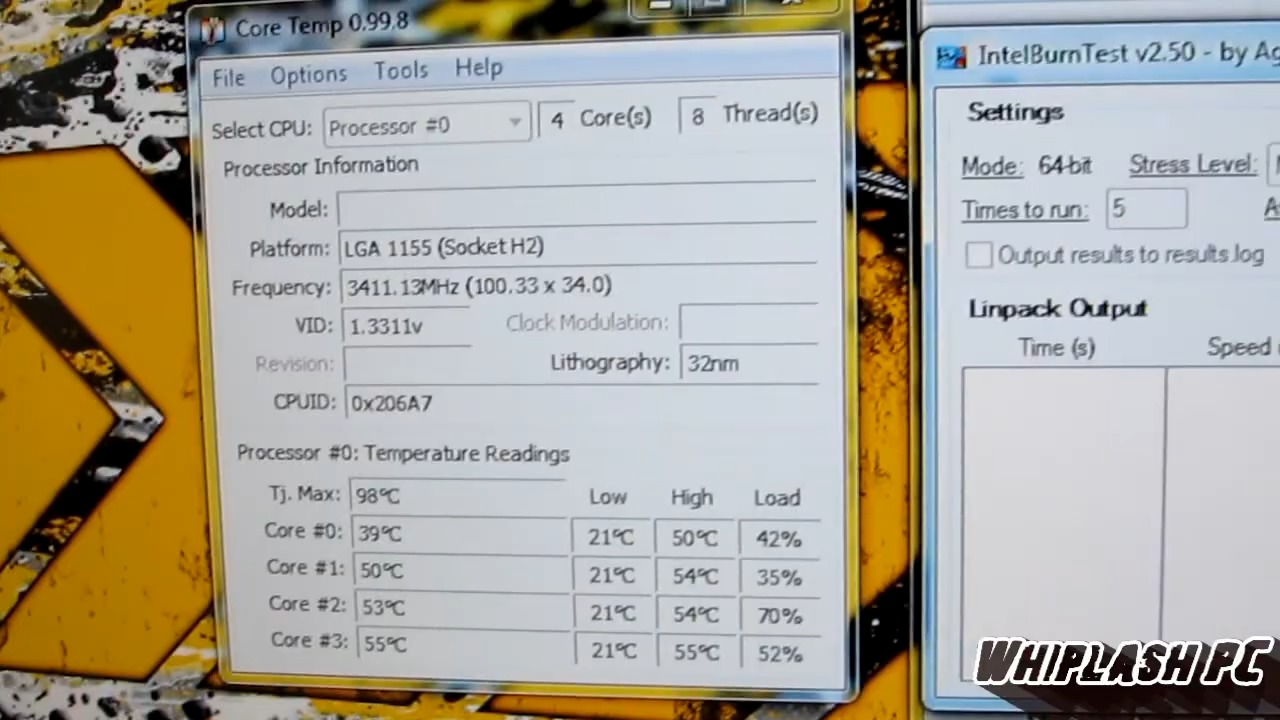 Core Temp 0.99.8
File Options Tools Help
Select CPU: Processor #0 4 Core(s) 8 Thread(s)
Processor Information
Model:
Platform: LGA 1155 (Socket H2)
Frequency: 3411.13MHz (100.33 x 34.0)
VID: 1.3311v Clock Modulation:
Revision: Lithography: 32nm
CPUID: 0x206A7
Processor #0: Temperature Readings
Tj. Max: 98°C Low High Load
Core #0: 39°C 21°C 50°C 42%
Core #1: 50°C 21°C 54°C 35%
Core #2: 53°C 21°C 54°C 70%
Core #3: 55°C 21°C 55°C 52%
IntelBurnTest v2.50 - by Ag
Settings
Mode: 64-bit Stress Level:
Times to run: 5
Output results to results.log
Linpack Output
Time (s) Speed
WHIPLASH PC